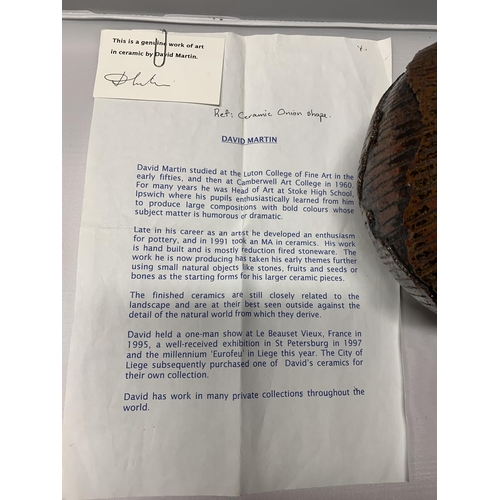 This is a genuine work of art
in ceramic by David Martin.
Ref: Ceramic Onion shape.
DAVID MARTIN
David Martin studied at the Luton College of Fine Art in the
early fifties, and then at Camberwell Art College in 1960.
For many years he was Head of Art at Stoke High School,
Ipswich where his pupils enthusiastically learned from him
to produce large compositions with bold colours whose
subject matter is humorous or dramatic.
Late in his career as an artist he developed an enthusiasm
for pottery, and in 1991 took an MA in ceramics. His work
is hand built and is mostly reduction fired stoneware. The
work he is now producing has taken his early themes further
using small natural objects like stones, fruits and seeds or
bones as the starting forms for his larger ceramic pieces.
The finished ceramics are still closely related to the
landscape and are at their best seen outside against the
detail of the natural world from which they derive.
David held a one-man show at Le Beauset Vieux, France in
1995, a well-received exhibition in St Petersburg in 1997
and the millennium 'Eurofeu' in Liege this year. The City of
Liege subsequently purchased one of David's ceramics for
their own collection.
David has work in many private collections throughout the
world.